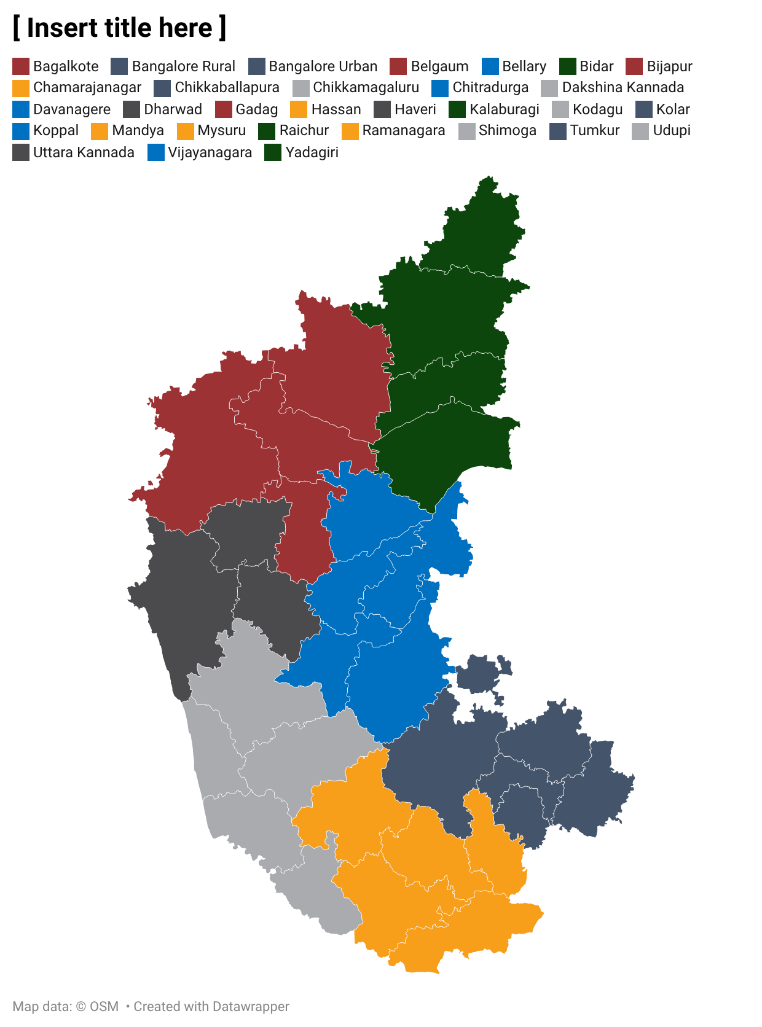 [ Insert title here ]
Bagalkote Bangalore Rural Bangalore Urban Belgaum Bellary Bidar Bijapur
Chamarajanagar Chikkaballapura Chikkamagaluru Chitradurga Dakshina Kannada
Davanagere Dharwad Gadag Hassan Haveri Kalaburagi Kodagu Kolar
Koppal Mandya Mysuru Raichur Ramanagara Shimoga Tumkur Udupi
Uttara Kannada Vijayanagara Yadagiri
Map data: © OSM • Created with Datawrapper